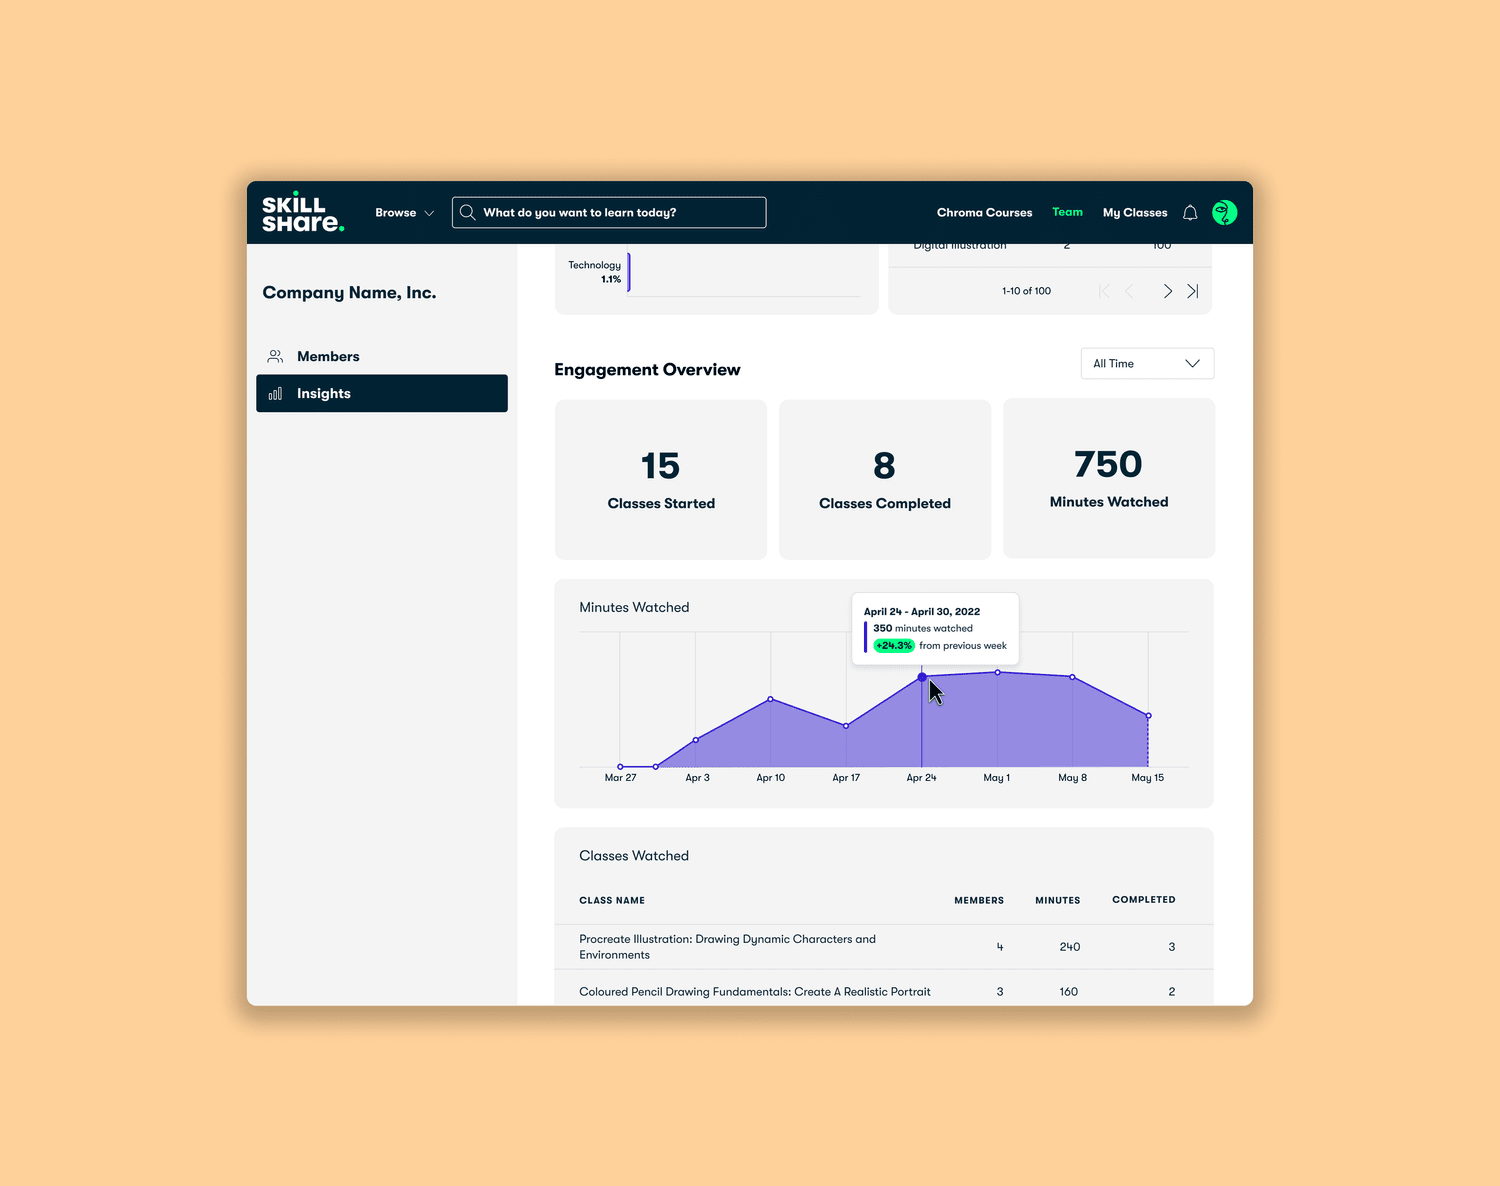 SKILL
SHARE.
Browse
What do you want to learn today?
Chroma Courses
Team
My Classes
Company Name, Inc.
Members
Insights
Technology
1.1%
Digital Illustration 2 100
1-10 of 100
Engagement Overview
All Time
15
Classes Started
8
Classes Completed
750
Minutes Watched
Minutes Watched
April 24 - April 30, 2022
350 minutes watched
+24.3% from previous week
Mar 27 Apr 3 Apr 10 Apr 17 Apr 24 May 1 May 8 May 15
Classes Watched
CLASS NAME MEMBERS MINUTES COMPLETED
Procreate Illustration: Drawing Dynamic Characters and
Environments
4 240 3
Coloured Pencil Drawing Fundamentals: Create A Realistic Portrait 3 160 2